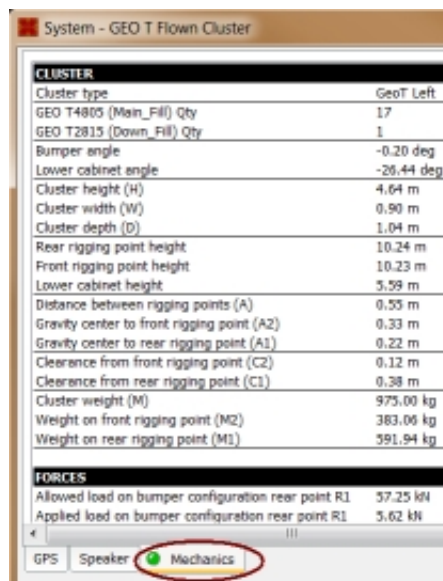 System - GEO T Flown Cluster
CLUSTER
Cluster type GeoT Left
GEO T4805 (Main_Fill) Qty 17
GEO T2815 (Down_Fill) Qty 1
Bumper angle -0.20 deg
Lower cabinet angle -26.44 deg
Cluster height (H) 4.64 m
Cluster width (W) 0.90 m
Cluster depth (D) 1.04 m
Rear rigging point height 10.24 m
Front rigging point height 10.23 m
Lower cabinet height 5.59 m
Distance between rigging points (A) 0.55 m
Gravity center to front rigging point (A2) 0.33 m
Gravity center to rear rigging point (A1) 0.22 m
Clearance from front rigging point (C2) 0.12 m
Clearance from rear rigging point (C1) 0.38 m
Cluster weight (M) 975.00 kg
Weight on front rigging point (M2) 383.06 kg
Weight on rear rigging point (M1) 591.94 kg
FORCES
Allowed load on bumper configuration rear point R1 57.25 kN
Applied load on bumper configuration rear point R1 5.62 kN
GPS Speaker Mechanics